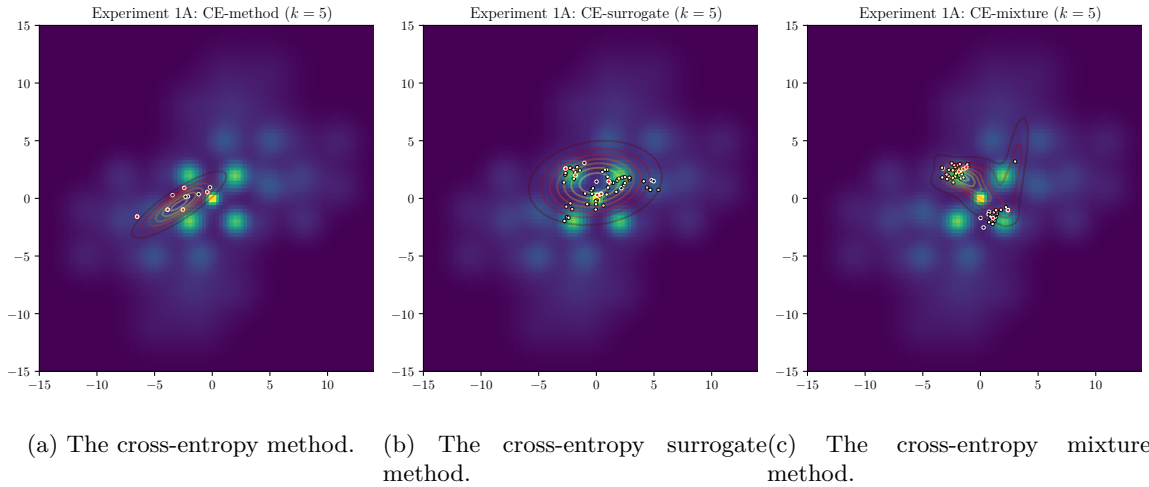 Experiment 1A: CE-method (k = 5)
Experiment 1A: CE-surrogate (k = 5)
Experiment 1A: CE-mixture (k = 5)
15
10
5
0
−5
−10
−15
−15 −10 −5 0 5 10
15
10
5
0
−5
−10
−15
−15 −10 −5 0 5 10
15
10
5
0
−5
−10
−15
−15 −10 −5 0 5 10
(a) The cross-entropy method.
(b) The cross-entropy surrogate
method.
(c) The cross-entropy mixture
method.